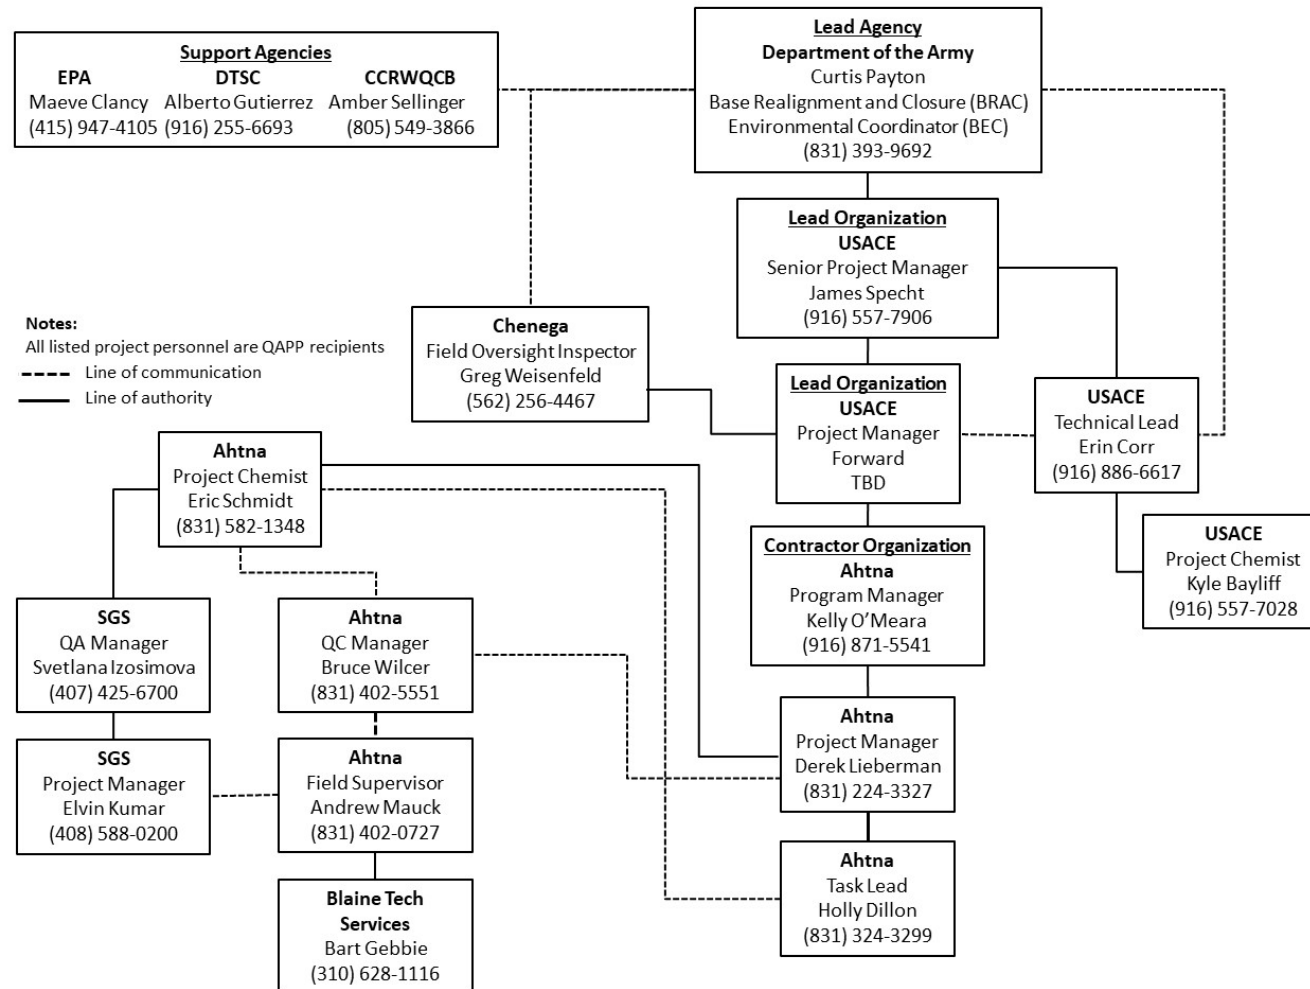 Support Agencies
EPA DTSC CCRWQCB
Maeve Clancy Alberto Gutierrez Amber Sellinger
(415) 947-4105 (916) 255-6693 (805) 549-3866
Lead Agency
Department of the Army
Curtis Payton
Base Realignment and Closure (BRAC)
Environmental Coordinator (BEC)
(831) 393-9692
Lead Organization
USACE
Senior Project Manager
James Specht
(916) 557-7906
Notes:
All listed project personnel are QAPP recipients
Line of communication
Line of authority
Chenega
Field Oversight Inspector
Greg Weisenfeld
(562) 256-4467
Lead Organization
USACE
Project Manager
Forward
TBD
USACE
Technical Lead
Erin Corr
(916) 886-6617
Ahtna
Project Chemist
Eric Schmidt
(831) 582-1348
USACE
Project Chemist
Kyle Bayliff
(916) 557-7028
Contractor Organization
Ahtna
Program Manager
Kelly O’Meara
(916) 871-5541
SGS
QA Manager
Svetlana Izosimova
(407) 425-6700
Ahtna
QC Manager
Bruce Wilcer
(831) 402-5551
Ahtna
Project Manager
Derek Lieberman
(831) 224-3327
SGS
Project Manager
Elvin Kumar
(408) 588-0200
Ahtna
Field Supervisor
Andrew Mauck
(831) 402-0727
Ahtna
Task Lead
Holly Dillon
(831) 324-3299
Blaine Tech
Services
Bart Gebbie
(310) 628-1116